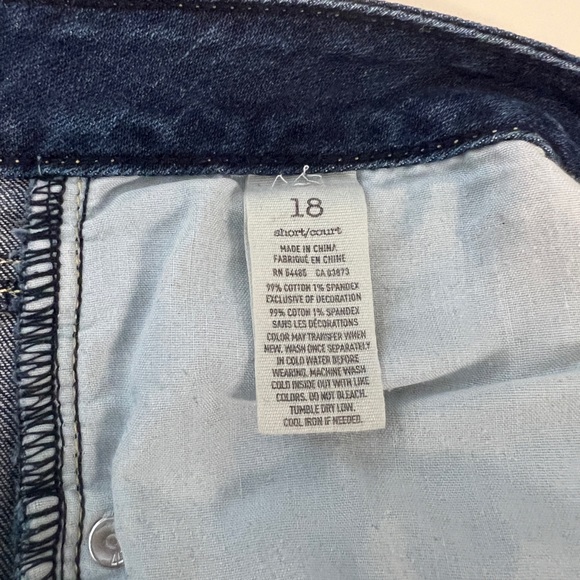 18
short/court
MADE IN CHINA
FABRIQUÉ EN CHINE
RN 54485 CA 03873
99% COTTON 1% SPANDEX
EXCLUSIVE OF DECORATION
99% COTTON 1% SPANDEX
SANS LES DÉCORATIONS
COLOR MAY TRANSFER WHEN
NEW. WASH ONCE SEPARATELY
IN COLD WATER BEFORE
WEARING. MACHINE WASH
COLD INSIDE OUT WITH LIKE
COLORS. DO NOT BLEACH.
TUMBLE DRY LOW.
COOL IRON IF NEEDED.